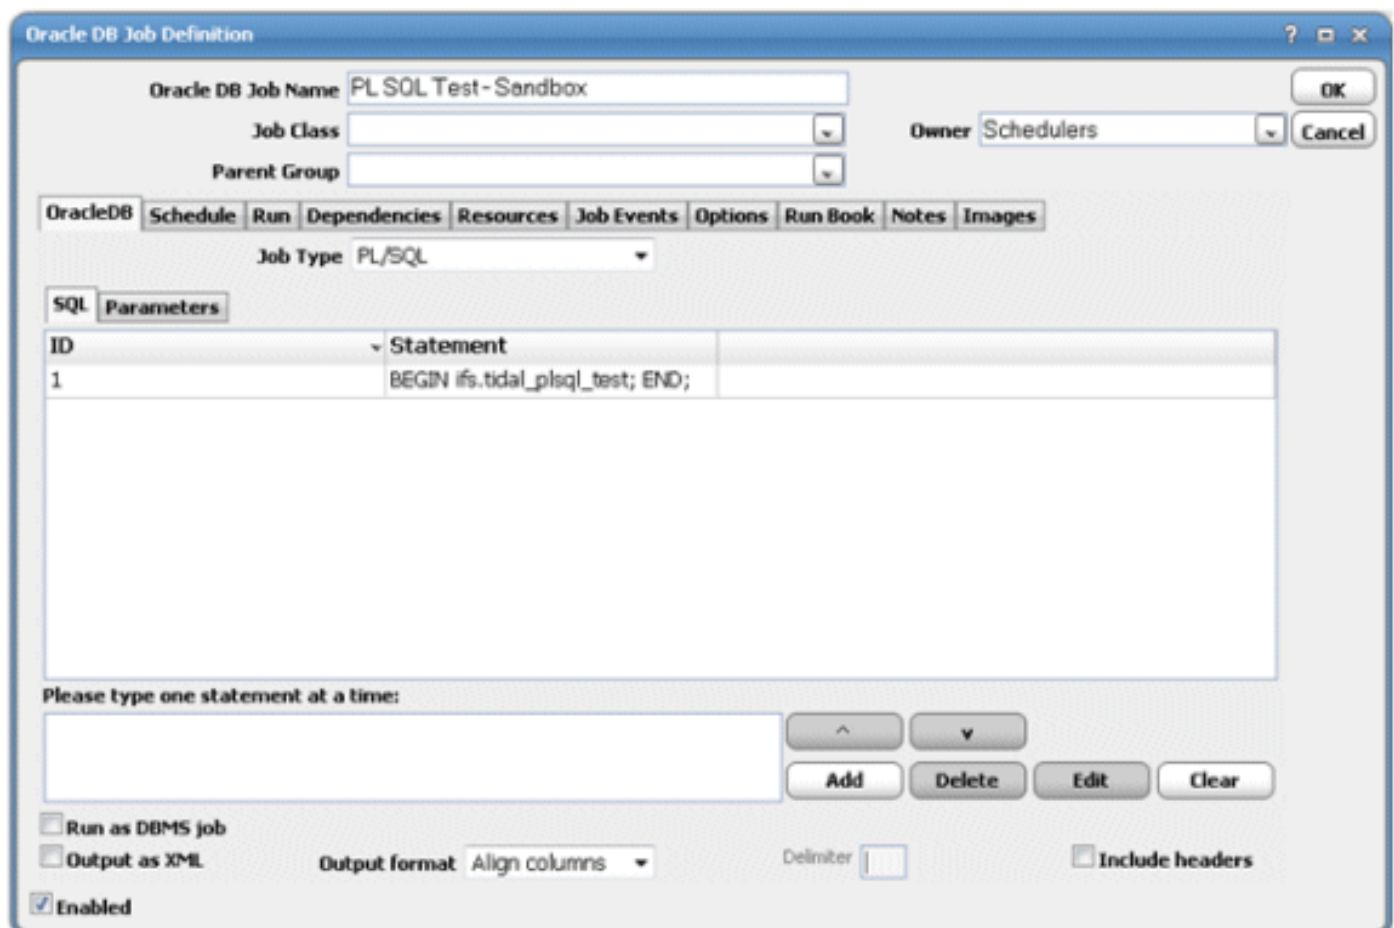 Oracle DB Job Definition ?
Oracle DB Job Name PL SQL Test-Sandbox OK
Job Class Owner Schedulers Cancel
Parent Group
OracleDB Schedule Run Dependencies Resources Job Events Options Run Book Notes Images
Job Type PL/SQL
SQL Parameters
ID Statement
1 BEGIN ifs.tidal_plsql_test; END;
Please type one statement at a time:
^ v
Add Delete Edit Clear
Run as DBMS job
Output as XML Output format Align columns Delimiter Include headers
Enabled